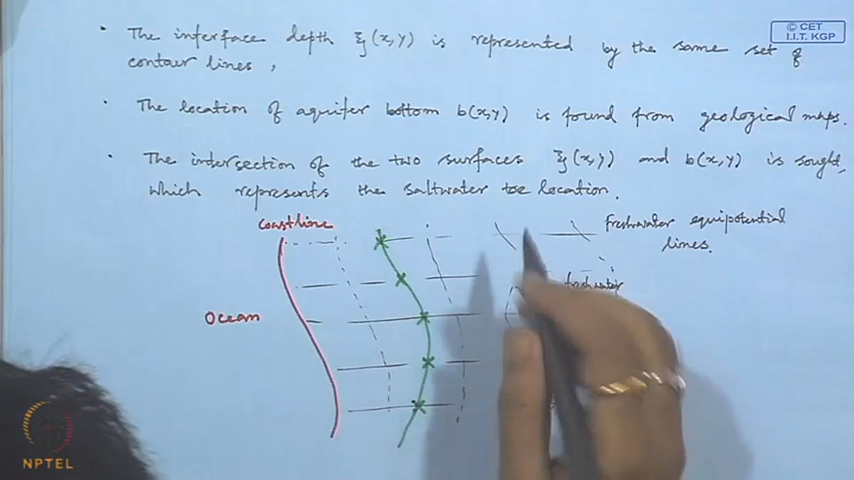 © CET
I.I.T. KGP
• The interface depth ξ(x,y) is represented by the same set of
contour lines,
• The location of aquifer bottom b(x,y) is found from geological maps.
• The intersection of the two surfaces ξ(x,y) and b(x,y) is sought,
which represents the saltwater toe location.
Coastline
freshwater equipotential
lines.
freshwater
Ocean
NPTEL